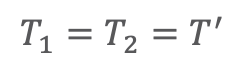 T₁ = T₂ = T′